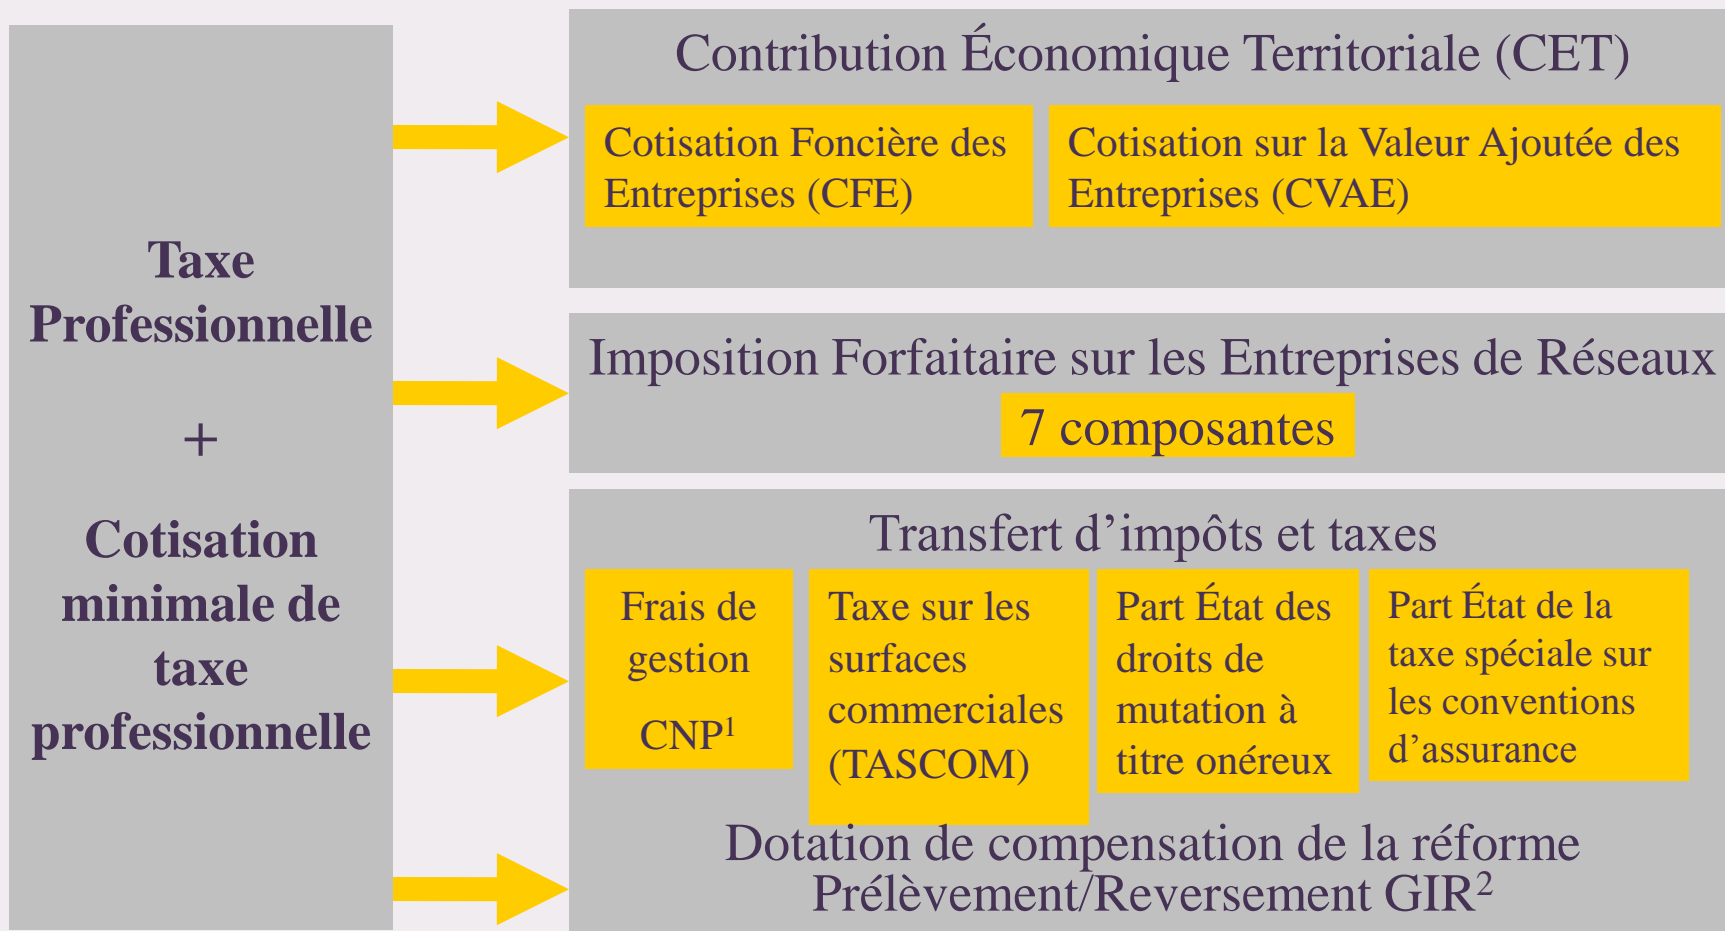 Taxe
Professionnelle
+
Cotisation
minimale de
taxe
professionnelle
Contribution Économique Territoriale (CET)
Cotisation Foncière des
Entreprises (CFE)
Cotisation sur la Valeur Ajoutée des
Entreprises (CVAE)
Imposition Forfaitaire sur les Entreprises de Réseaux
7 composantes
Transfert d’impôts et taxes
Frais de
gestion
CNP¹
Taxe sur les
surfaces
commerciales
(TASCOM)
Part État des
droits de
mutation à
titre onéreux
Part État de la
taxe spéciale sur
les conventions
d’assurance
Dotation de compensation de la réforme
Prélèvement/Reversement GIR²